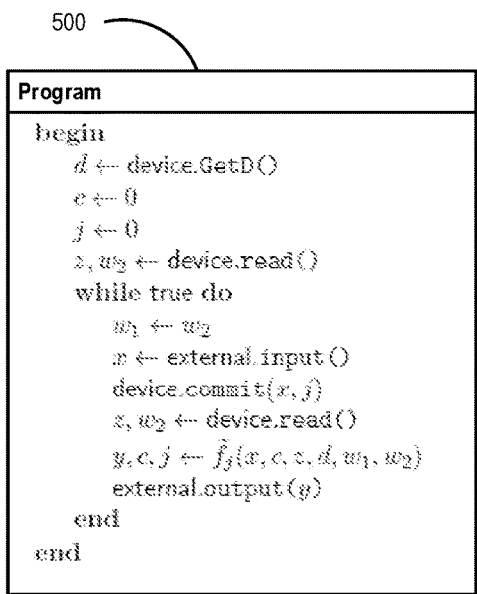 500
Program
begin
d ← device.GetD()
c ← 0
j ← 0
z, w₂ ← device.read()
while true do
w₁ ← w₂
x ← external.input()
device.commit(x, j)
z, w₂ ← device.read()
y, c, j ← f̃ⱼ(x, c, z, d, w₁, w₂)
external.output(y)
end
end